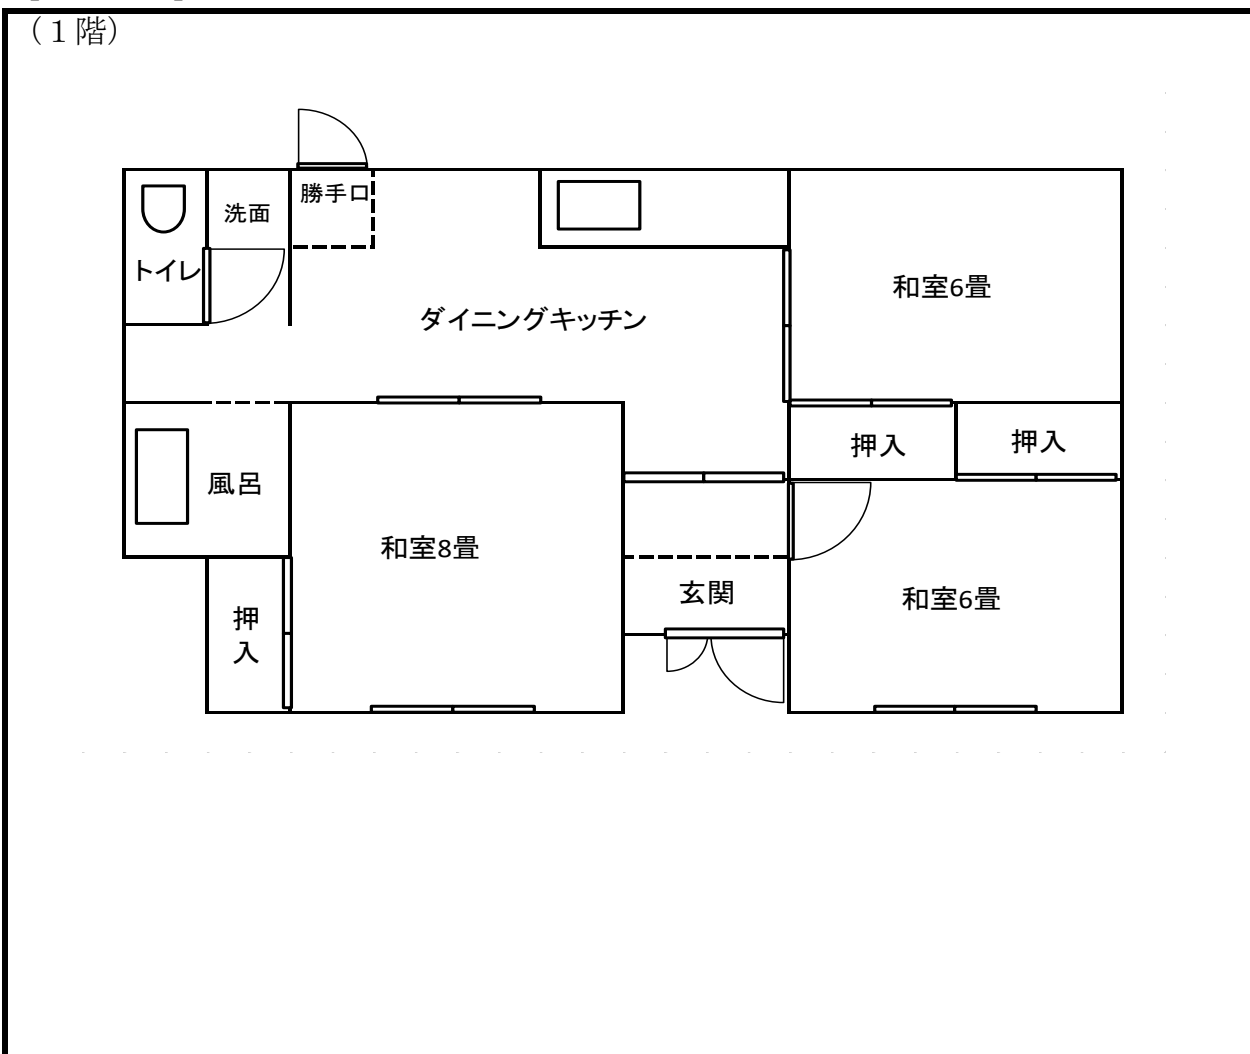 (１階)
勝手口
洗面
トイレ
和室6畳
ダイニングキッチン
押入
押入
風呂
和室8畳
玄関
和室6畳
押
入